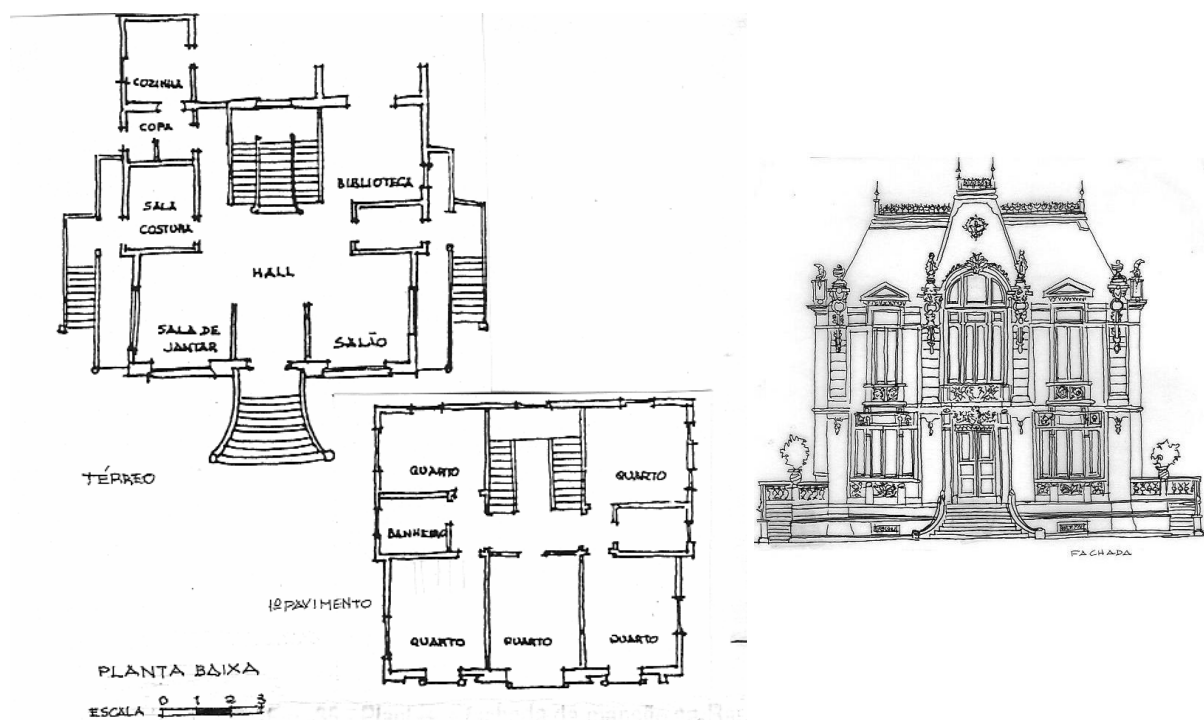 COZINHA
COPA
BIBLIOTECA
SALA
COSTURA
HALL
SALA DE
JANTAR
SALÃO
TÉRREO
QUARTO
QUARTO
BANHEIRO
1º PAVIMENTO
QUARTO
QUARTO
QUARTO
PLANTA BAIXA
ESCALA 0 1 2 3
FACHADA